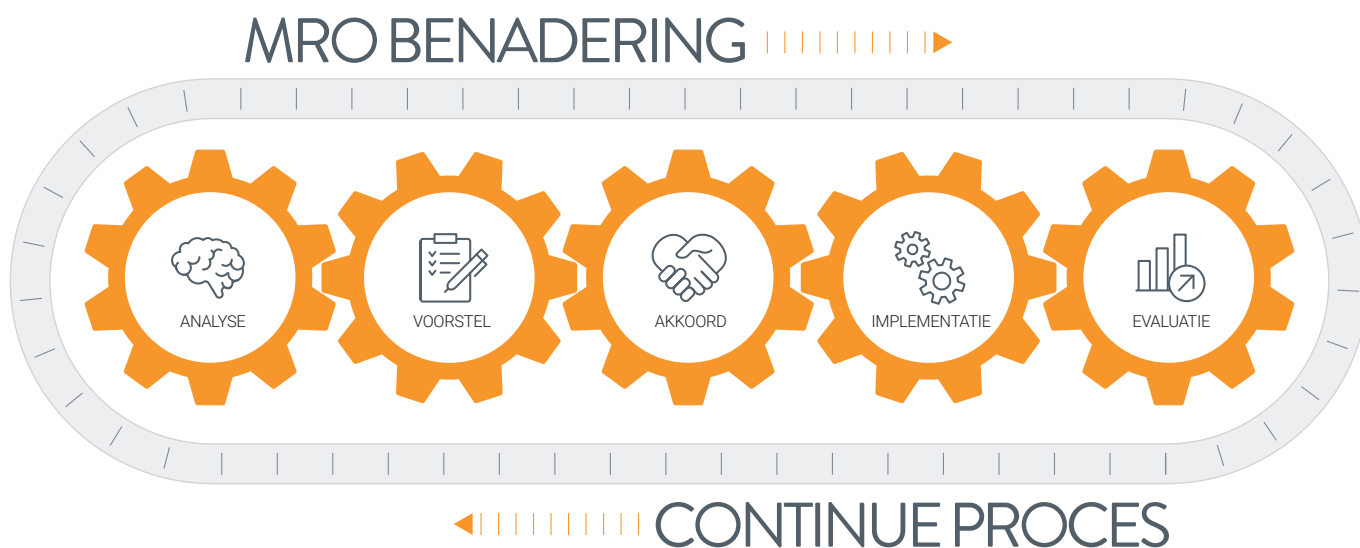 MRO BENADERING
ANALYSE
VOORSTEL
AKKOORD
IMPLEMENTATIE
EVALUATIE
CONTINUE PROCES